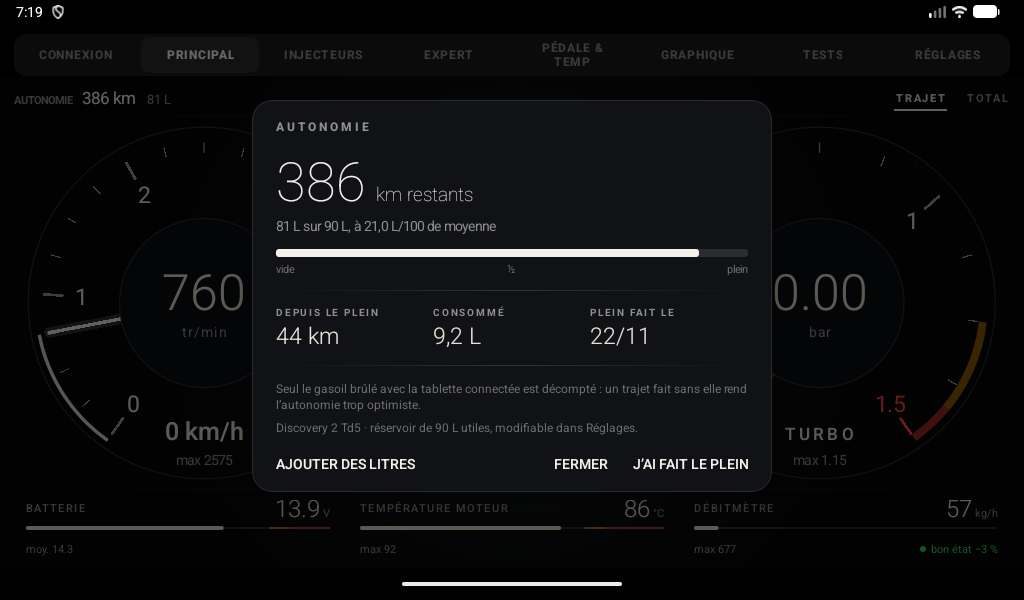 7:19
CONNEXION
PRINCIPAL
INJECTEURS
EXPERT
PÉDALE &
TEMP
GRAPHIQUE
TESTS
RÉGLAGES
AUTONOMIE 386 km 81 L
TRAJET TOTAL
AUTONOMIE
386 km restants
81 L sur 90 L, à 21,0 L/100 de moyenne
vide ½ plein
DEPUIS LE PLEIN CONSOMMÉ PLEIN FAIT LE
44 km 9,2 L 22/11
Seul le gasoil brûlé avec la tablette connectée est décompté : un trajet fait sans elle rend
l'autonomie trop optimiste.
Discovery 2 Td5 · réservoir de 90 L utiles, modifiable dans Réglages.
AJOUTER DES LITRES FERMER J'AI FAIT LE PLEIN
2
1
0
760
tr/min
0 km/h
max 2575
1
1.5
0.00
bar
TURBO
max 1.15
BATTERIE 13.9 V
moy. 14.3
TEMPÉRATURE MOTEUR 86 °C
max 92
DÉBITMÈTRE 57 kg/h
max 677 bon état −3 %